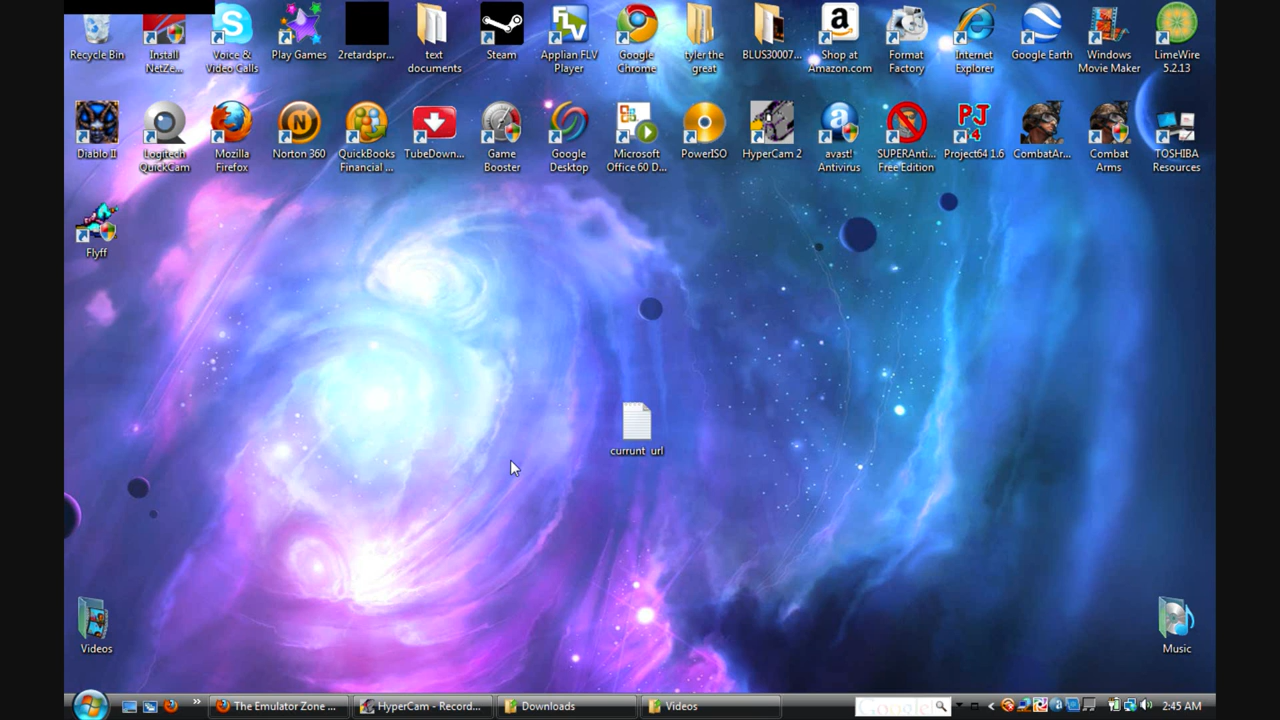 Recycle Bin
Install
NetZe...
Voice &
Video Calls
Play Games
2retardspr...
text
documents
Steam
FLV
Applian FLV
Player
Google
Chrome
tyler the
great
BLUS30007...
a
Shop at
Amazon.com
Format
Factory
Internet
Explorer
Google Earth
Windows
Movie Maker
LimeWire
5.2.13
Diablo II
Logitech
QuickCam
Mozilla
Firefox
N
Norton 360
QuickBooks
Financial ...
TubeDown...
Game
Booster
Google
Desktop
Microsoft
Office 60 D...
PowerISO
HyperCam 2
a
avast!
Antivirus
SUPERAnti...
Free Edition
PJ
64
Project64 1.6
CombatAr...
Combat
Arms
TOSHIBA
Resources
Flyff
currunt url
Videos
Music
»
The Emulator Zone ...
HyperCam - Record...
Downloads
Videos
Google
2:45 AM